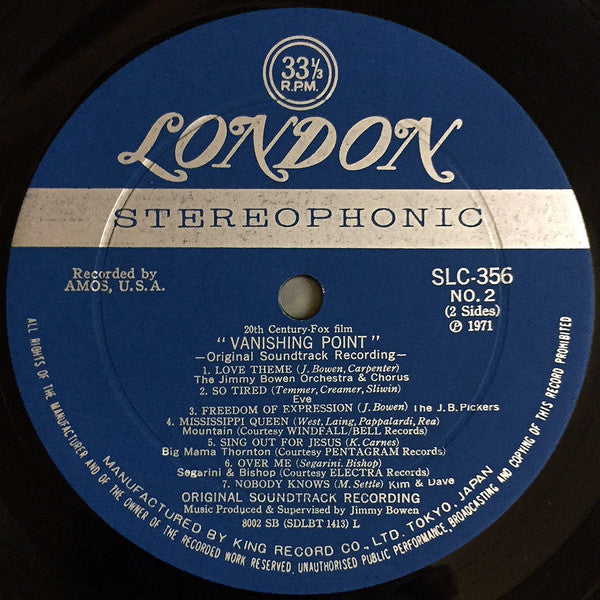 33 1/3
R.P.M.
LONDON
STEREOPHONIC
Recorded by
AMOS, U.S.A.
SLC-356
NO. 2
(2 Sides)
Ⓟ 1971
20th Century-Fox film
"VANISHING POINT"
—Original Soundtrack Recording—
1. LOVE THEME (J. Bowen, Carpenter)
The Jimmy Bowen Orchestra & Chorus
2. SO TIRED (Temmer, Creamer, Sliwin)
Eve
3. FREEDOM OF EXPRESSION (J. Bowen) The J.B. Pickers
4. MISSISSIPPI QUEEN (West, Laing, Pappalardi, Rea)
Mountain (Courtesy WINDFALL/BELL Records)
5. SING OUT FOR JESUS (K. Carnes)
Big Mama Thornton (Courtesy PENTAGRAM Records)
6. OVER ME (Segarini. Bishop)
Segarini & Bishop (Courtesy ELECTRA Records)
7. NOBODY KNOWS (M. Settle) Kim & Dave
ORIGINAL SOUNDTRACK RECORDING
Music Produced & Supervised by Jimmy Bowen
8002 SB (SDLBT 1413) L
MANUFACTURED BY KING RECORD CO., LTD. TOKYO, JAPAN
ALL RIGHTS OF THE MANUFACTURER AND OF THE OWNER OF THE RECORDED WORK RESERVED. UNAUTHORISED PUBLIC PERFORMANCE, BROADCASTING AND COPYING OF THIS RECORD PROHIBITED